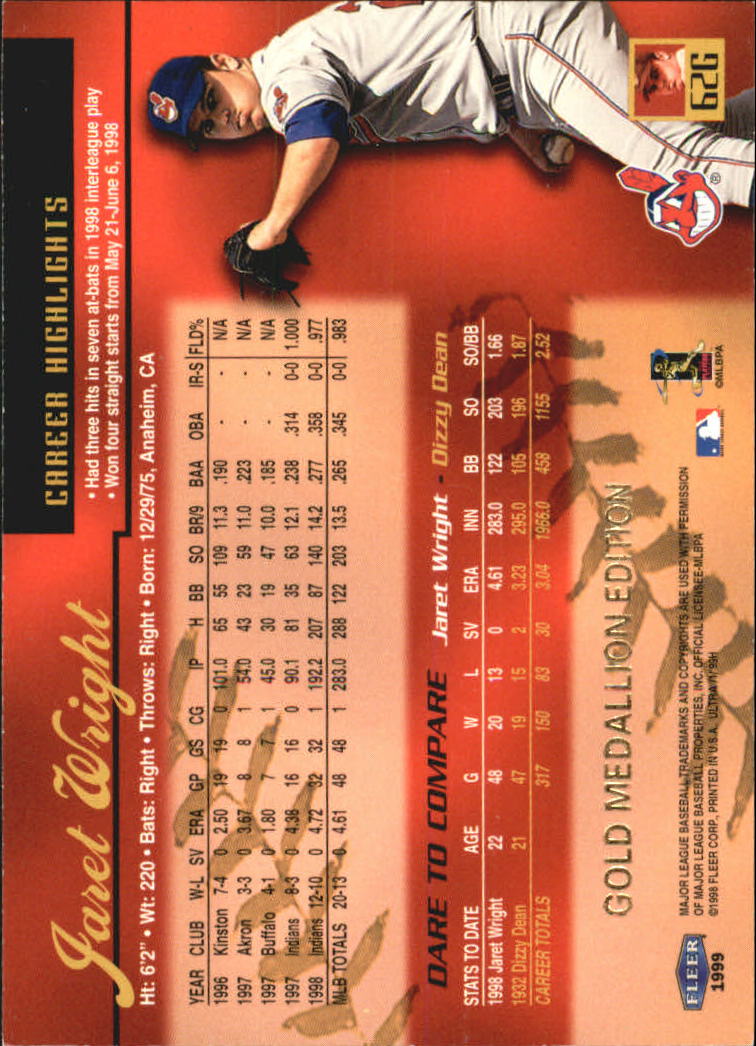 CAREER HIGHLIGHTS
• Had three hits in seven at-bats in 1998 interleague play
• Won four straight starts from May 21-June 6, 1998
Jaret Wright
Ht: 6'2" • Wt: 220 • Bats: Right • Throws: Right • Born: 12/29/75, Anaheim, CA
YEAR CLUB W-L SV ERA GP GS CG IP H BB SO BR/9 BAA OBA IR-S FLD%
1996 Kinston 7-4 0 2.50 19 19 0 101.0 65 55 109 11.3 .190 - N/A
1997 Akron 3-3 0 3.67 8 8 1 54.0 43 23 59 11.0 .223 - N/A
1997 Buffalo 4-1 0 1.80 7 7 1 45.0 30 19 47 10.0 .185 - N/A
1997 Indians 8-3 0 4.38 16 16 0 90.1 81 35 63 12.1 .238 .314 0-0 1.000
1998 Indians 12-10 0 4.72 32 32 1 192.2 207 87 140 14.2 .277 .358 0-0 .977
MLB TOTALS 20-13 0 4.61 48 48 1 283.0 288 122 203 13.5 .265 .345 0-0 .983
DARE TO COMPARE Jaret Wright - Dizzy Dean
STATS TO DATE AGE G W L SV ERA INN BB SO SO/BB
1998 Jaret Wright 22 48 20 13 0 4.61 283.0 122 203 1.66
1932 Dizzy Dean 21 47 19 15 2 3.23 295.0 105 196 1.87
CAREER TOTALS 317 150 83 30 3.04 1966.0 458 1155 2.52
GOLD MEDALLION EDITION
62G
®
FLEER
1999
MAJOR LEAGUE BASEBALL TRADEMARKS AND COPYRIGHTS ARE USED WITH PERMISSION
OF MAJOR LEAGUE BASEBALL PROPERTIES, INC. OFFICIAL LICENSEE-MLBPA
©1998 FLEER CORP., PRINTED IN U.S.A. ULTRA/1/99H
©MLBPA